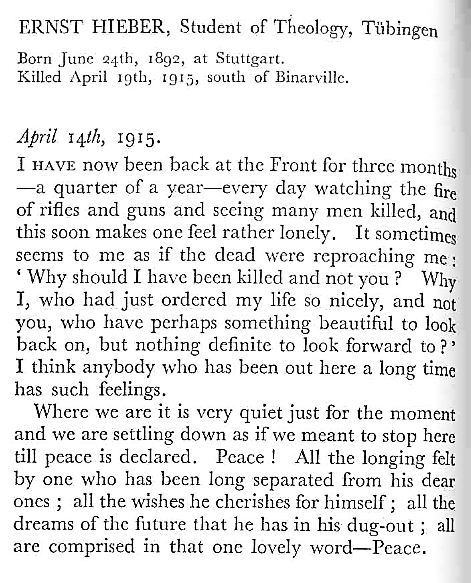 ERNST HIEBER, Student of Theology, Tübingen
Born June 24th, 1892, at Stuttgart.
Killed April 19th, 1915, south of Binarville.
April 14th, 1915.
I HAVE now been back at the Front for three months
—a quarter of a year—every day watching the fire
of rifles and guns and seeing many men killed, and
this soon makes one feel rather lonely. It sometimes
seems to me as if the dead were reproaching me :
‘ Why should I have been killed and not you ? Why
I, who had just ordered my life so nicely, and not
you, who have perhaps something beautiful to look
back on, but nothing definite to look forward to ? ’
I think anybody who has been out here a long time
has such feelings.
Where we are it is very quiet just for the moment
and we are settling down as if we meant to stop here
till peace is declared. Peace ! All the longing felt
by one who has been long separated from his dear
ones ; all the wishes he cherishes for himself ; all the
dreams of the future that he has in his dug-out ; all
are comprised in that one lovely word—Peace.